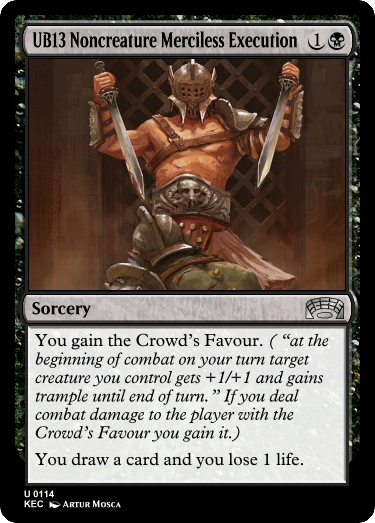 UB13 Noncreature Merciless Execution 1
Sorcery
You gain the Crowd's Favour. ( "at the
beginning of combat on your turn target
creature you control gets +1/+1 and gains
trample until end of turn." If you deal
combat damage to the player with the
Crowd's Favour you gain it.)
You draw a card and you lose 1 life.
U 0114
KEC Artur Mosca